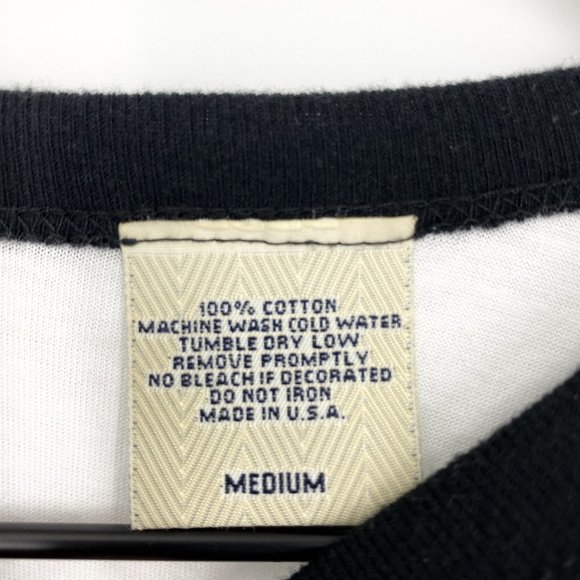 100% COTTON
MACHINE WASH COLD WATER
TUMBLE DRY LOW
REMOVE PROMPTLY
NO BLEACH IF DECORATED
DO NOT IRON
MADE IN U.S.A.
MEDIUM